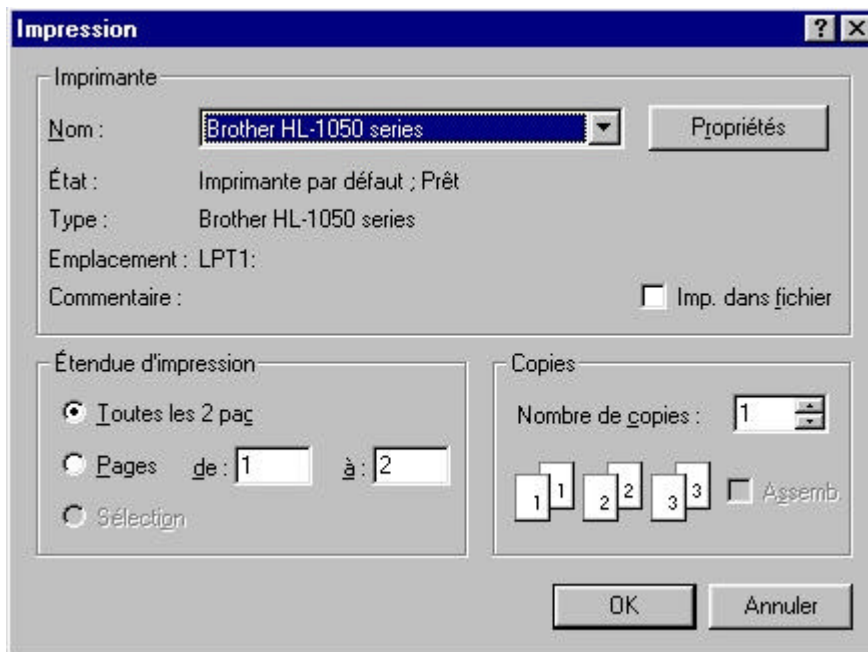 Impression
Imprimante
Nom : Brother HL-1050 series Propriétés
État : Imprimante par défaut ; Prêt
Type : Brother HL-1050 series
Emplacement : LPT1:
Commentaire : Imp. dans fichier
Étendue d'impression
Toutes les 2 pag
Pages de : 1 à : 2
Sélection
Copies
Nombre de copies : 1
1 1 2 2 3 3 Assemb.
OK Annuler